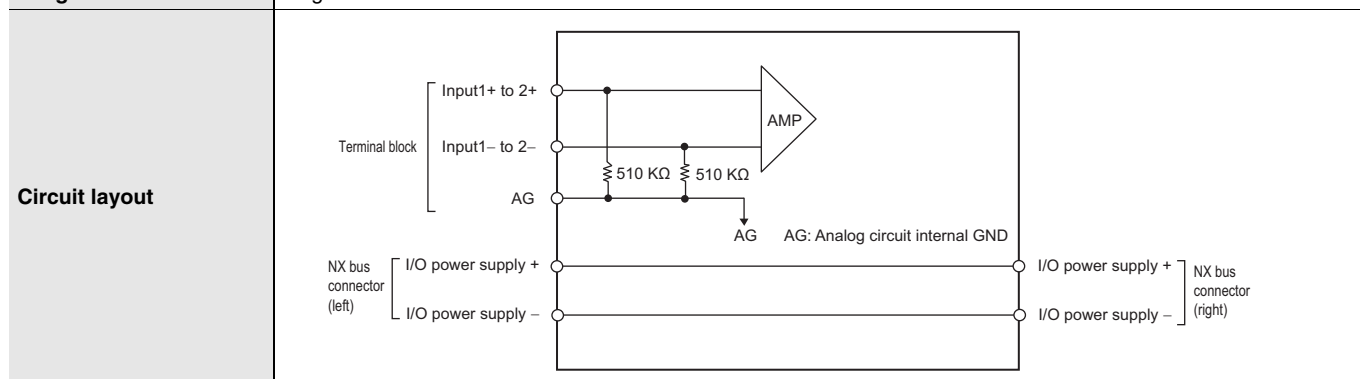 Circuit layout
Input1+ to 2+
AMP
Terminal block
Input1– to 2–
510 KΩ 510 KΩ
AG
AG AG: Analog circuit internal GND
NX bus
connector
(left)
I/O power supply +
I/O power supply –
I/O power supply +
I/O power supply –
NX bus
connector
(right)